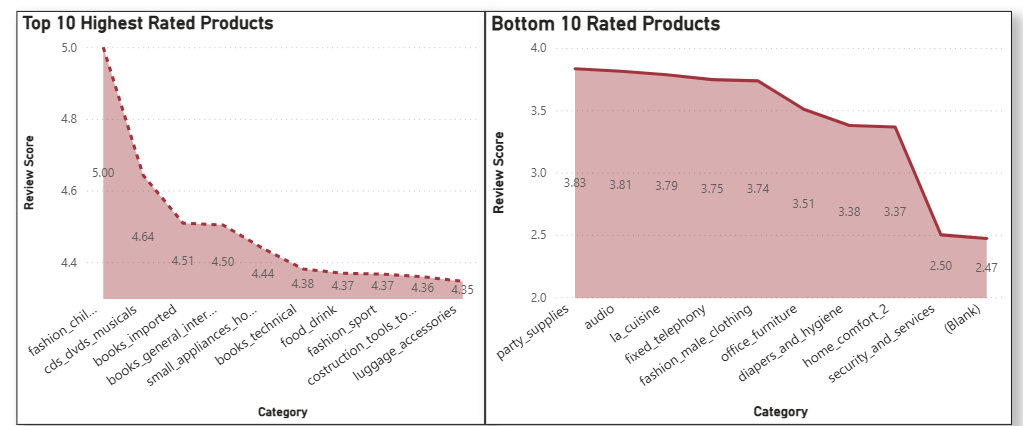 Top 10 Highest Rated Products
Review Score
5.0
4.8
4.6
4.4
5.00
4.64
4.51
4.50
4.44
4.38
4.37
4.37
4.36
4.35
fashion_chil...
cds_dvds_musicals
books_imported
books_general_inter...
small_appliances_ho...
books_technical
food_drink
fashion_sport
costruction_tools_to...
luggage_accessories
Category
Bottom 10 Rated Products
Review Score
4.0
3.5
3.0
2.5
2.0
3.83
3.81
3.79
3.75
3.74
3.51
3.38
3.37
2.50
2.47
party_supplies
audio
la_cuisine
fixed_telephony
fashion_male_clothing
office_furniture
diapers_and_hygiene
home_comfort_2
security_and_services
(Blank)
Category